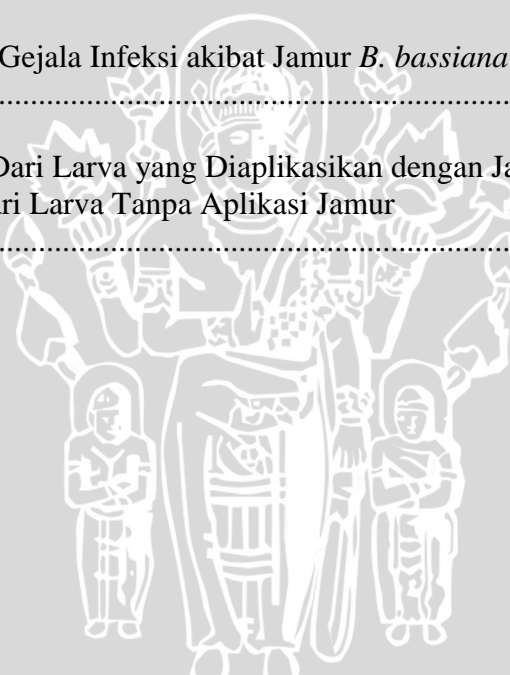 Gejala Infeksi akibat Jamur B. bassiana
................................................................
Dari Larva yang Diaplikasikan dengan Ja
ri Larva Tanpa Aplikasi Jamur
................................................................